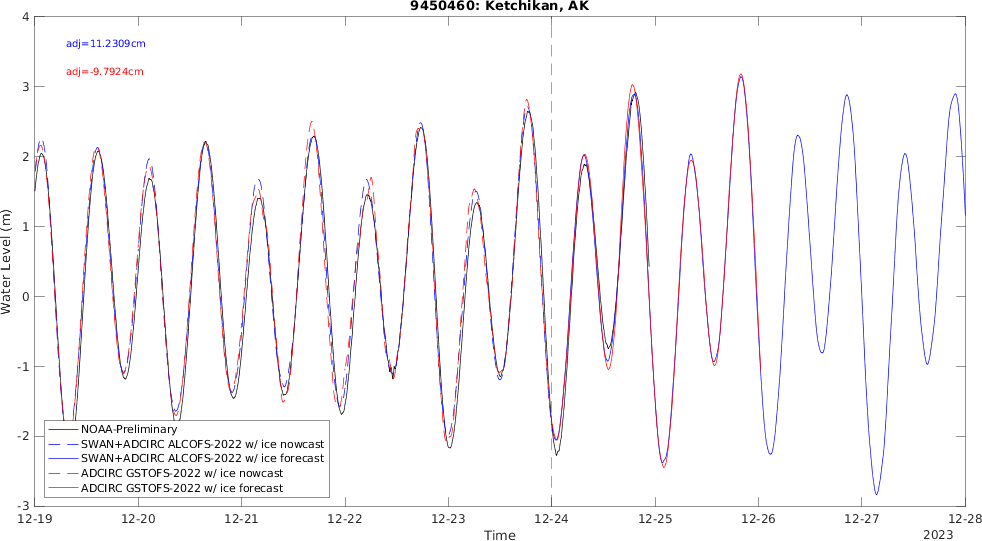 9450460: Ketchikan, AK
adj=11.2309cm
adj=-9.7924cm
4
3
2
1
0
-1
-2
-3
Water Level (m)
NOAA-Preliminary
SWAN+ADCIRC ALCOFS-2022 w/ ice nowcast
SWAN+ADCIRC ALCOFS-2022 w/ ice forecast
ADCIRC GSTOFS-2022 w/ ice nowcast
ADCIRC GSTOFS-2022 w/ ice forecast
12-19 12-20 12-21 12-22 12-23 12-24 12-25 12-26 12-27 12-28
Time
2023